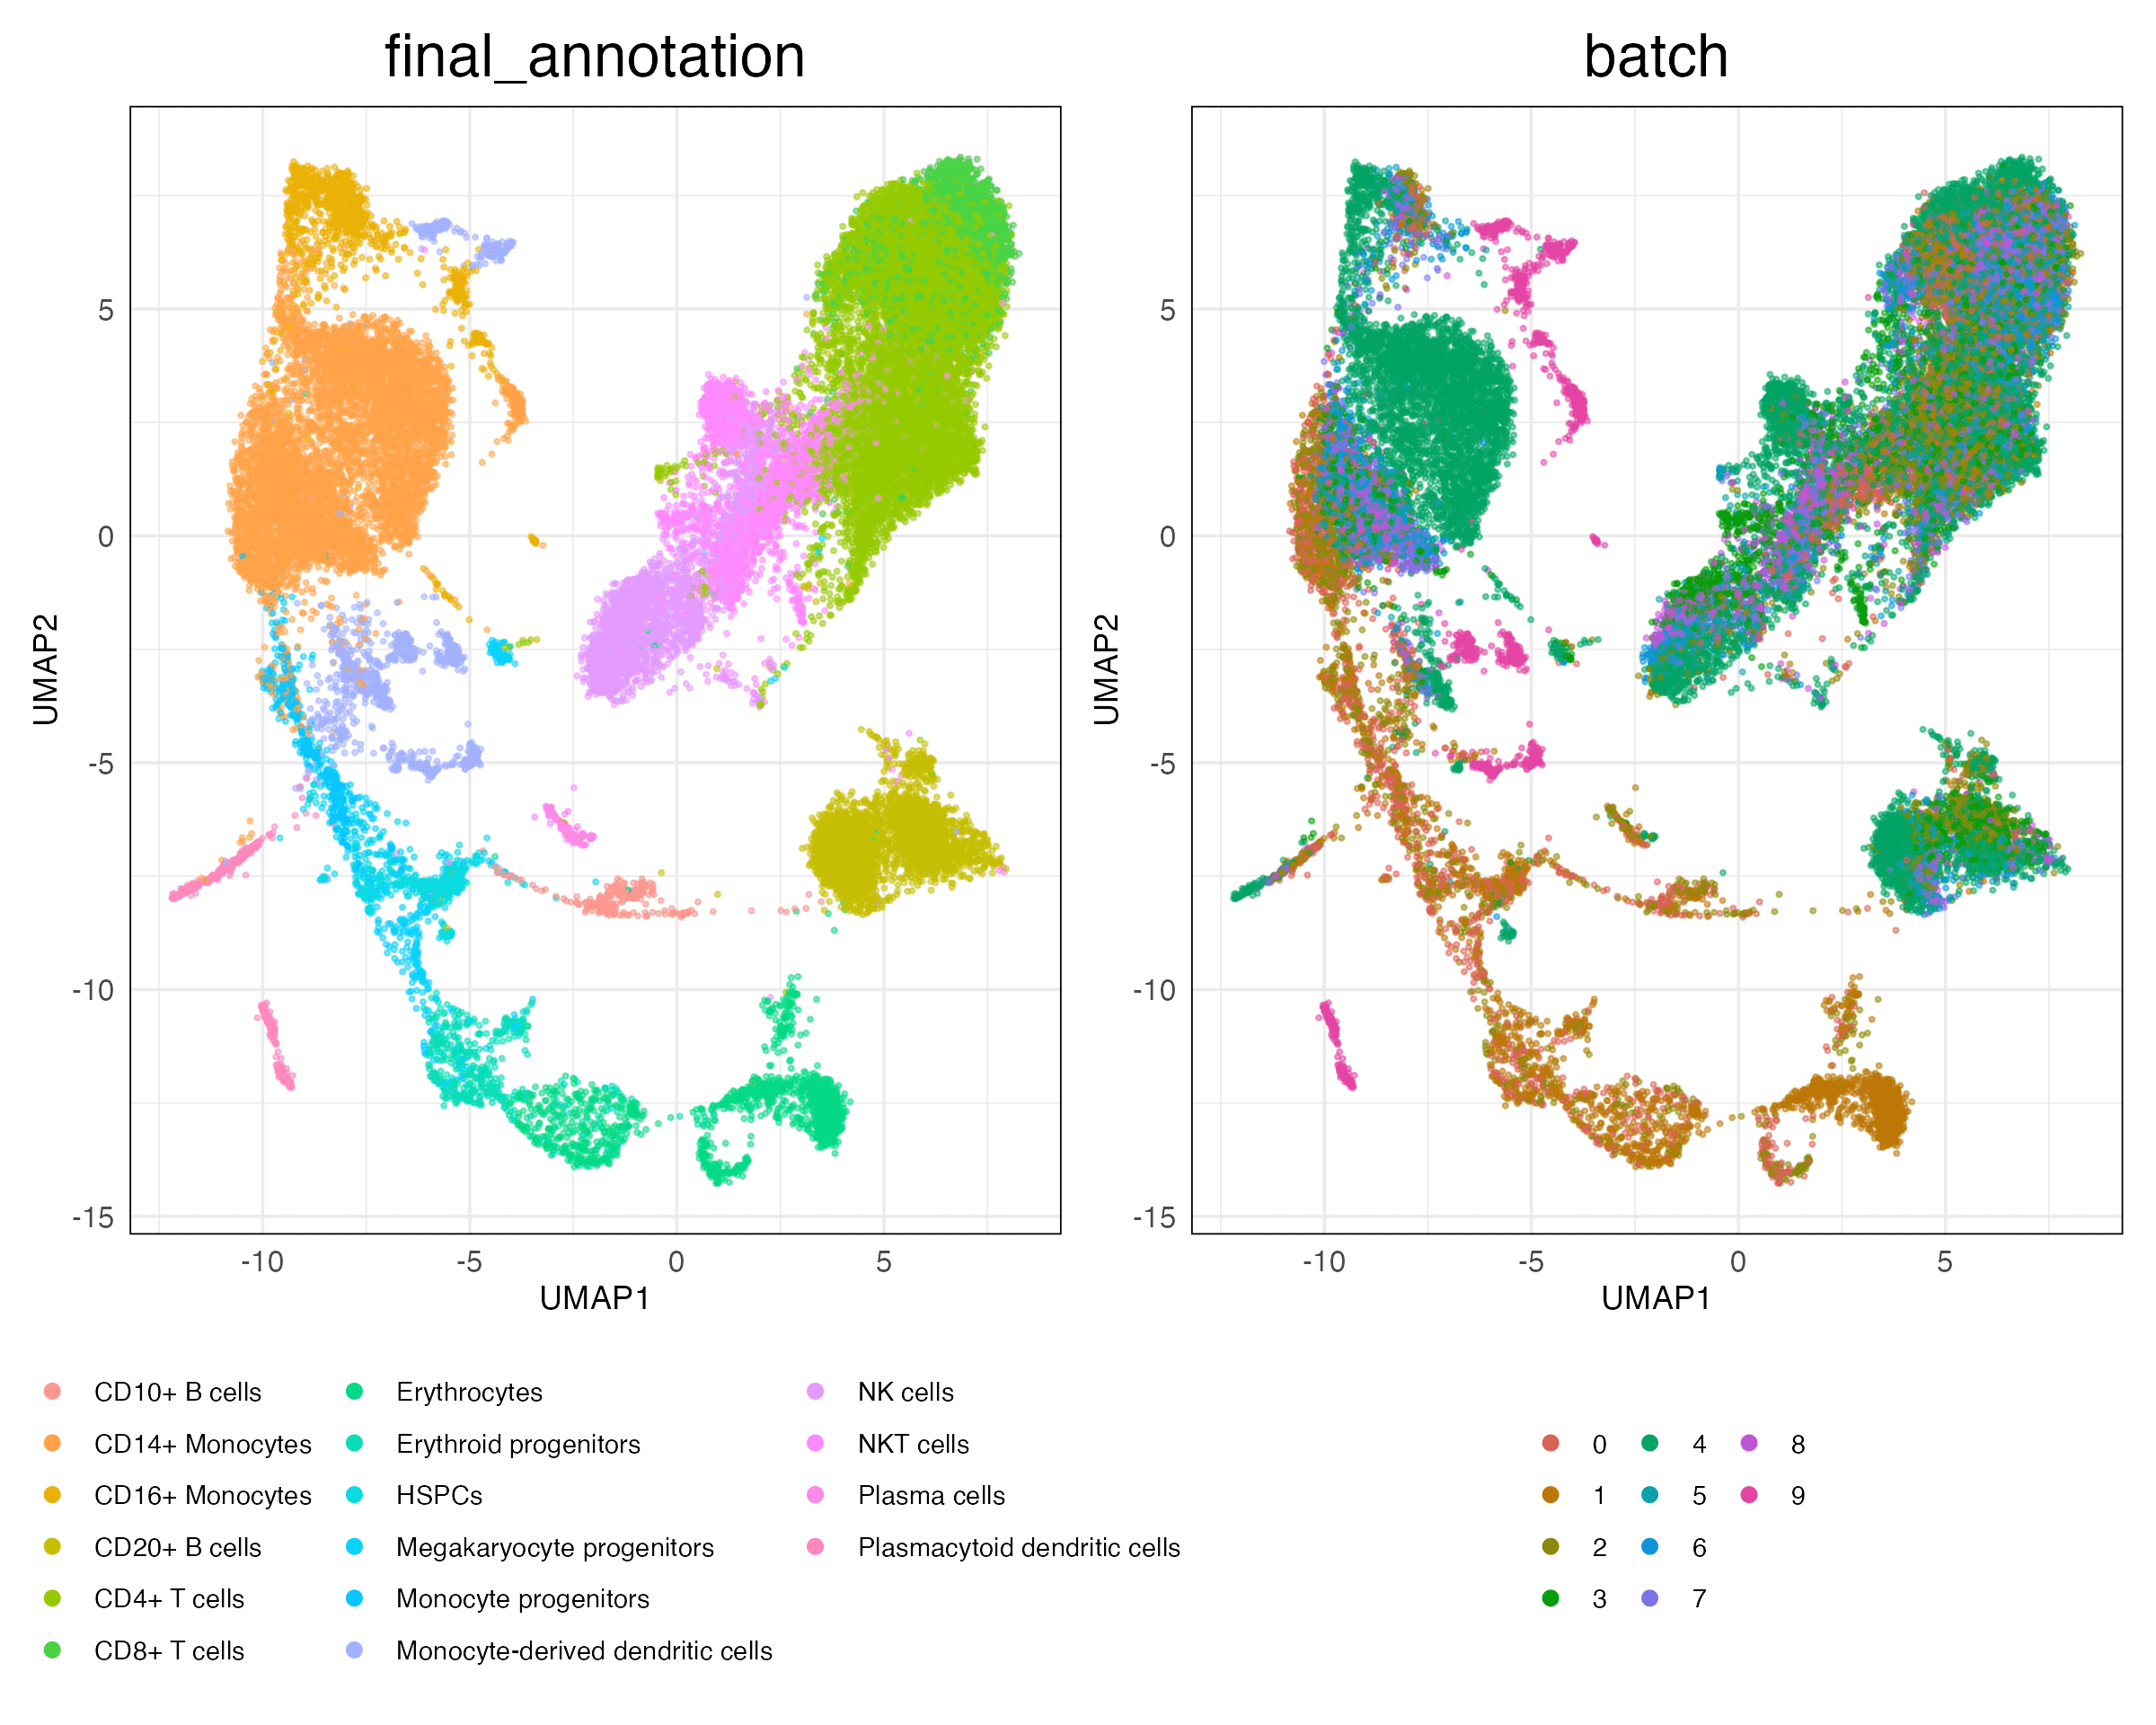 final_annotation
batch
UMAP2
5
0
-5
-10
-15
-10
-5
0
5
UMAP1
UMAP2
5
0
-5
-10
-15
-10
-5
0
5
UMAP1
CD10+ B cells
CD14+ Monocytes
CD16+ Monocytes
CD20+ B cells
CD4+ T cells
CD8+ T cells
Erythrocytes
Erythroid progenitors
HSPCs
Megakaryocyte progenitors
Monocyte progenitors
Monocyte-derived dendritic cells
NK cells
NKT cells
Plasma cells
Plasmacytoid dendritic cells
0
1
2
3
4
5
6
7
8
9